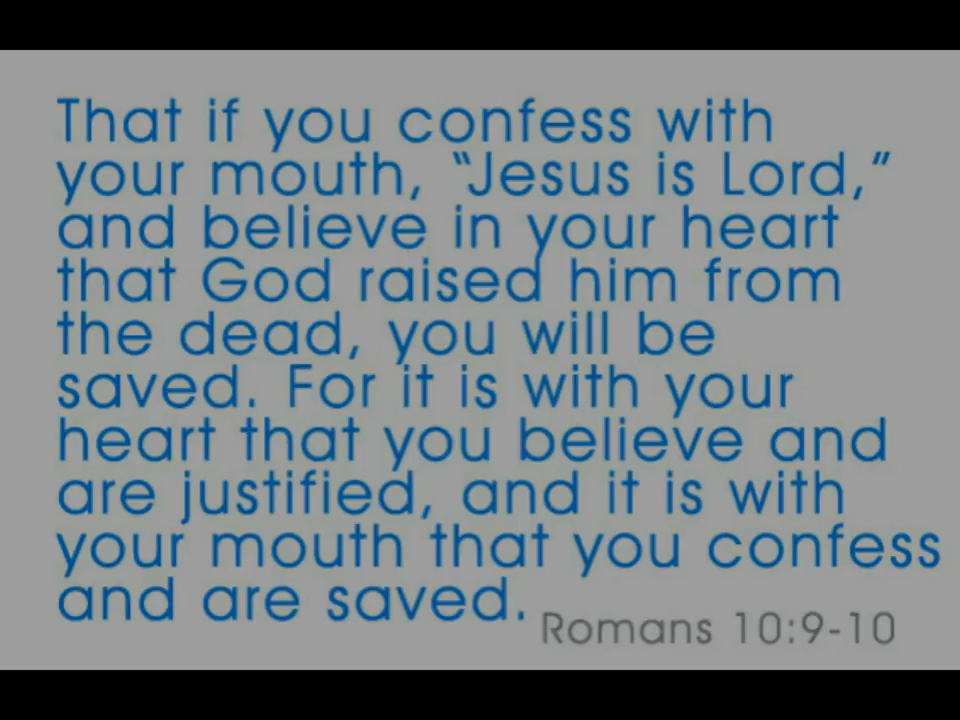 That if you confess with
your mouth, “Jesus is Lord,”
and believe in your heart
that God raised him from
the dead, you will be
saved. For it is with your
heart that you believe and
are justified, and it is with
your mouth that you confess
and are saved.
Romans 10:9-10